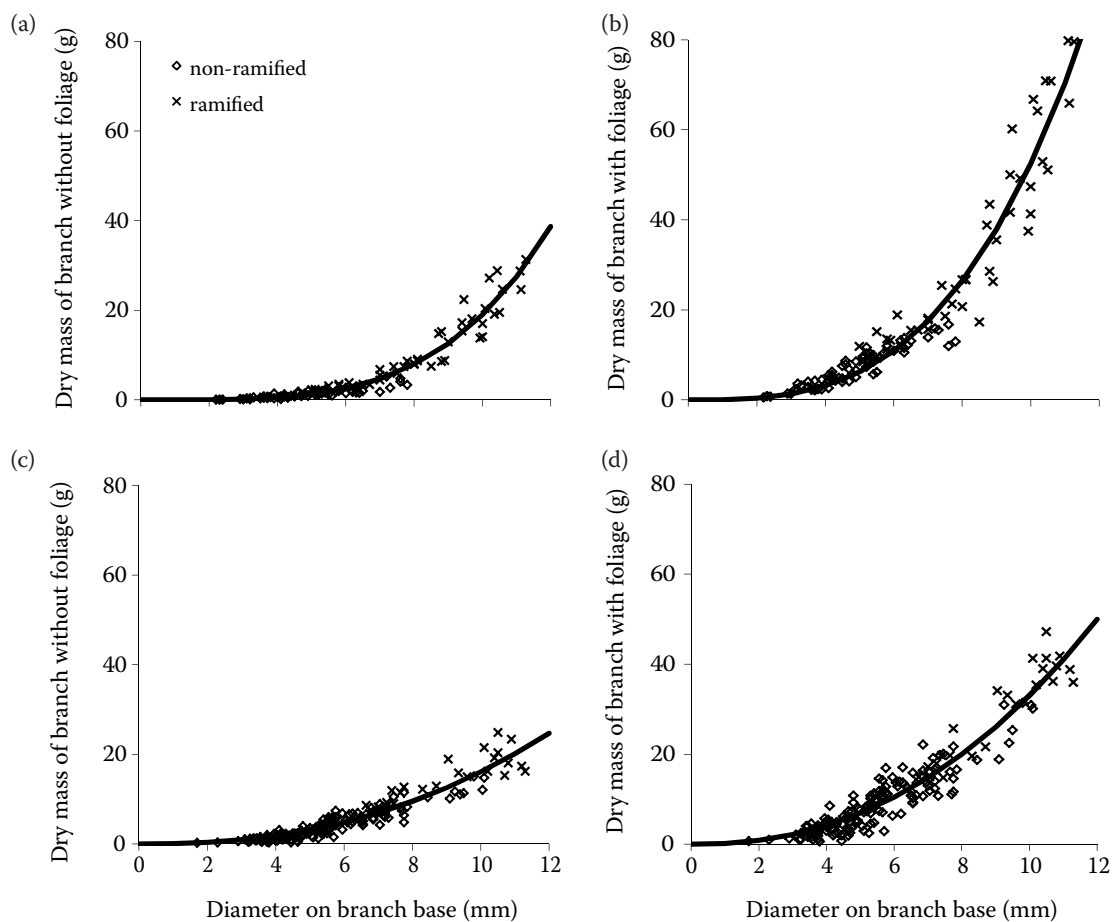 (a)
Dry mass of branch without foliage (g)
80
60
40
20
0
non-ramified
ramified
(b)
Dry mass of branch with foliage (g)
80
60
40
20
0
(c)
Dry mass of branch without foliage (g)
80
60
40
20
0
0 2 4 6 8 10 12
Diameter on branch base (mm)
(d)
Dry mass of branch with foliage (g)
80
60
40
20
0
0 2 4 6 8 10 12
Diameter on branch base (mm)